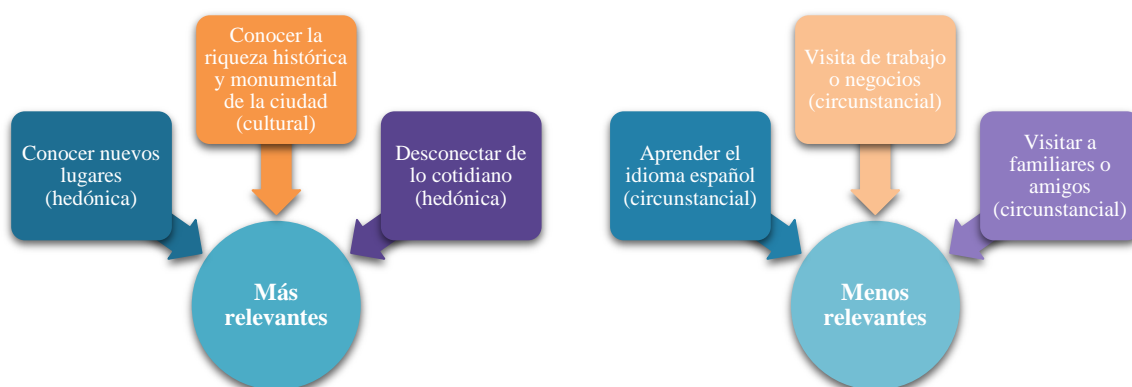 Conocer nuevos
lugares
(hedónica)
Conocer la
riqueza histórica
y monumental
de la ciudad
(cultural)
Desconectar de
lo cotidiano
(hedónica)
Más
relevantes
Aprender el
idioma español
(circunstancial)
Visita de trabajo
o negocios
(circunstancial)
Visitar a
familiares o
amigos
(circunstancial)
Menos
relevantes